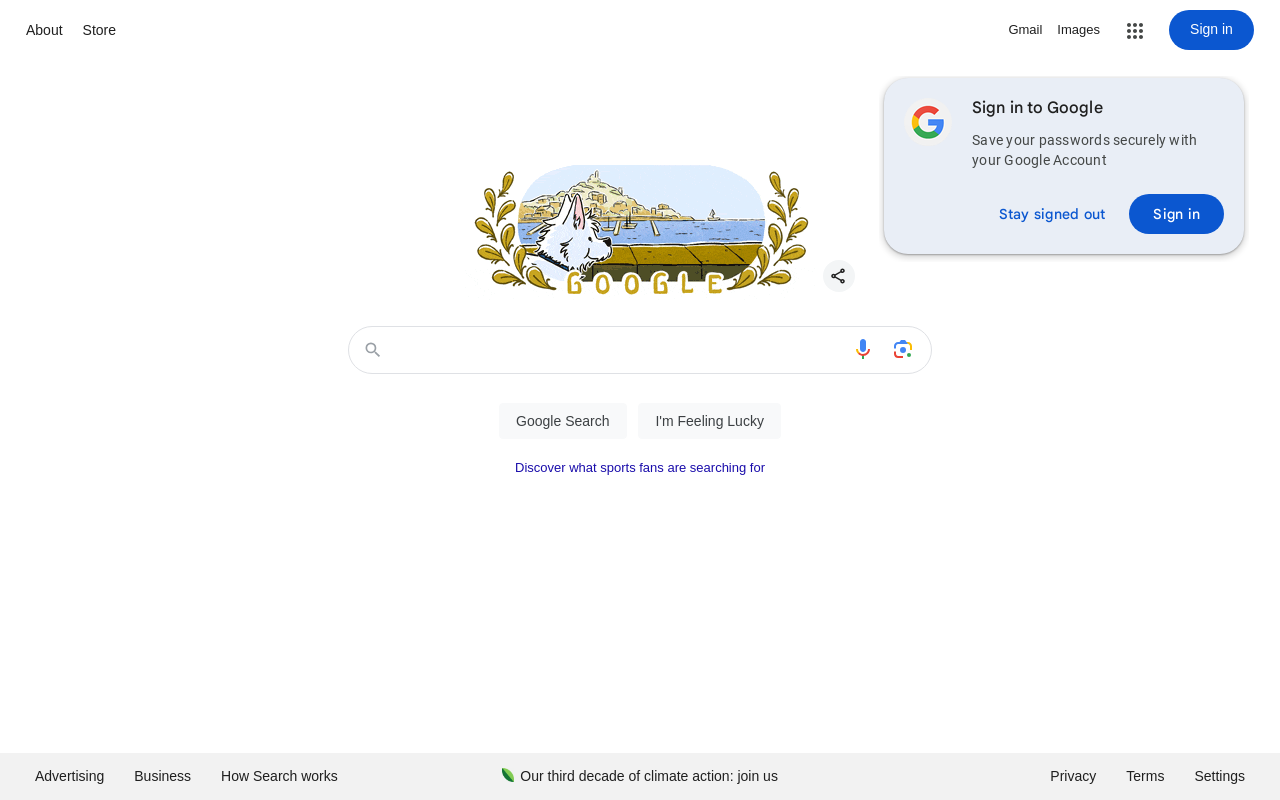 About
Store
Gmail
Images
Sign in
Sign in to Google
Save your passwords securely with
your Google Account
Stay signed out
Sign in
GOOGLE
Google Search
I'm Feeling Lucky
Discover what sports fans are searching for
Advertising
Business
How Search works
Our third decade of climate action: join us
Privacy
Terms
Settings